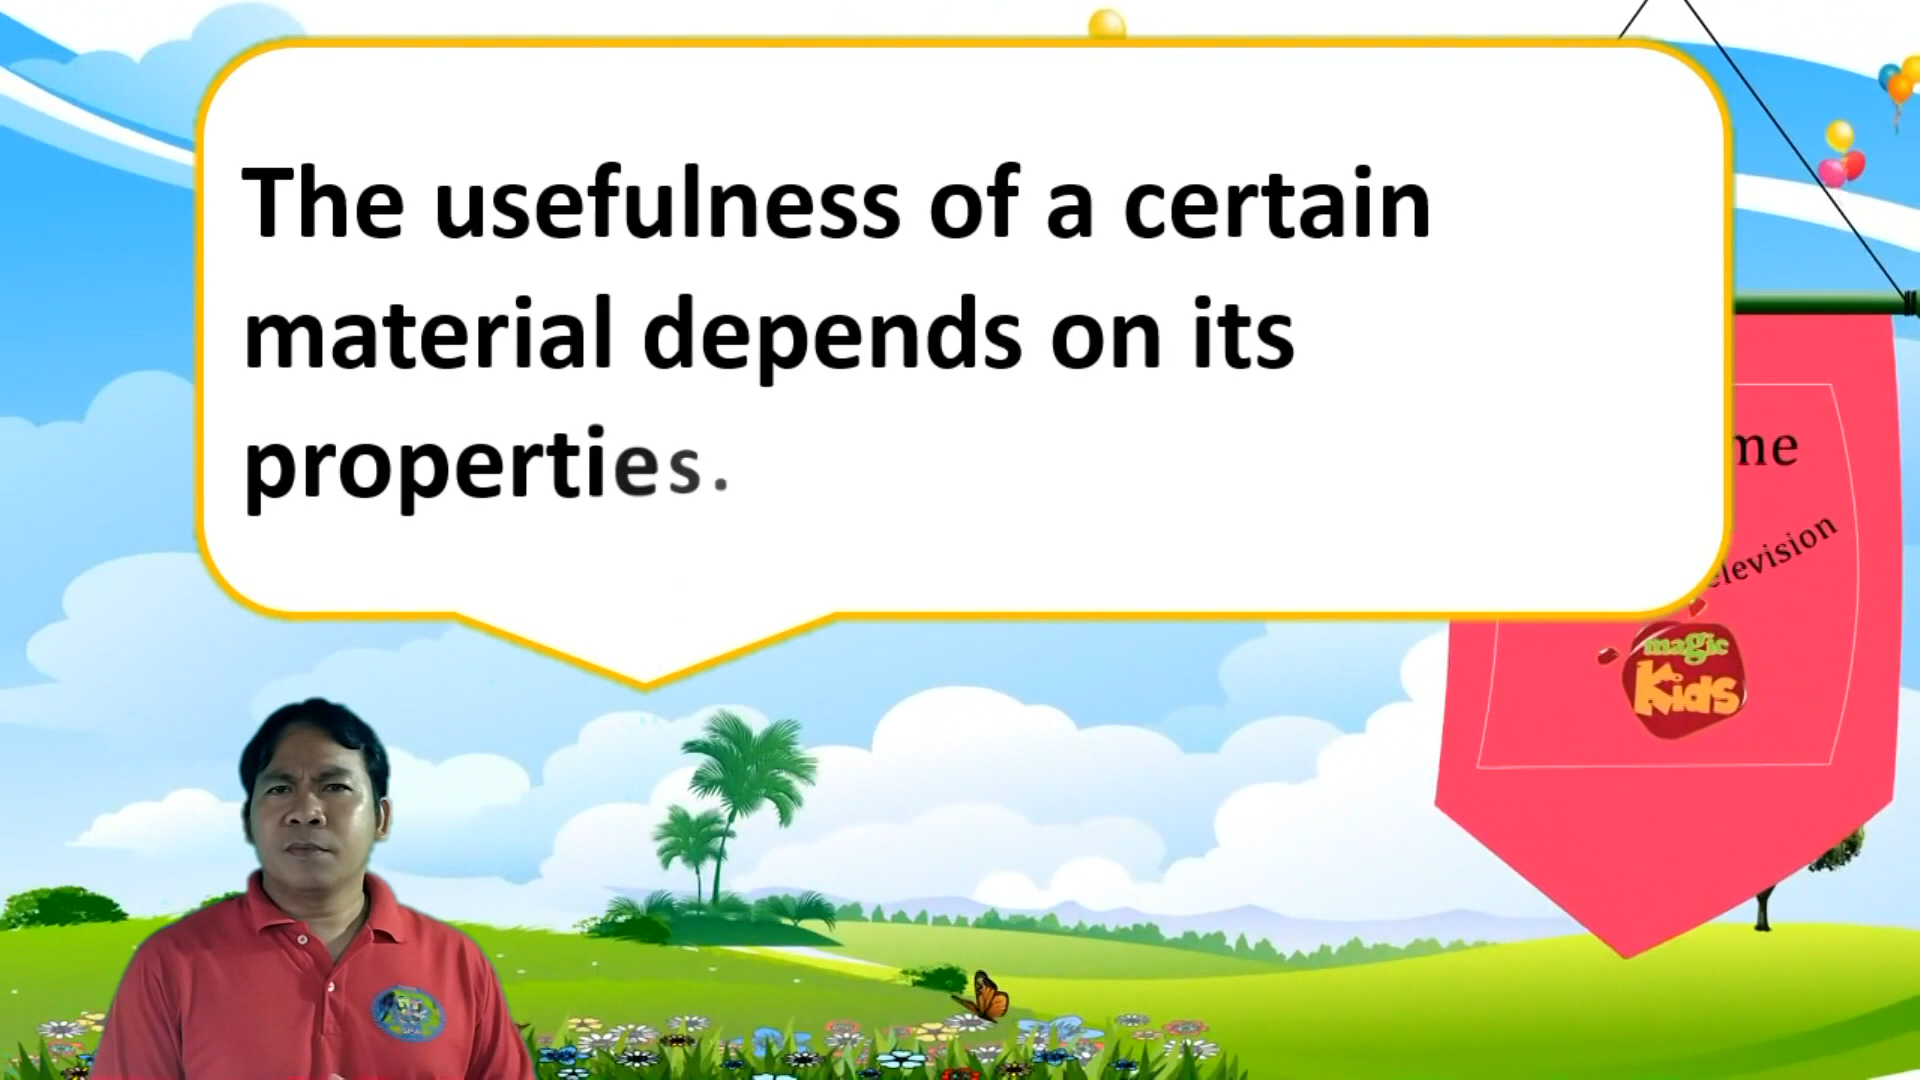 The usefulness of a certain
material depends on its
properties.
me
elevision
magic
Kids